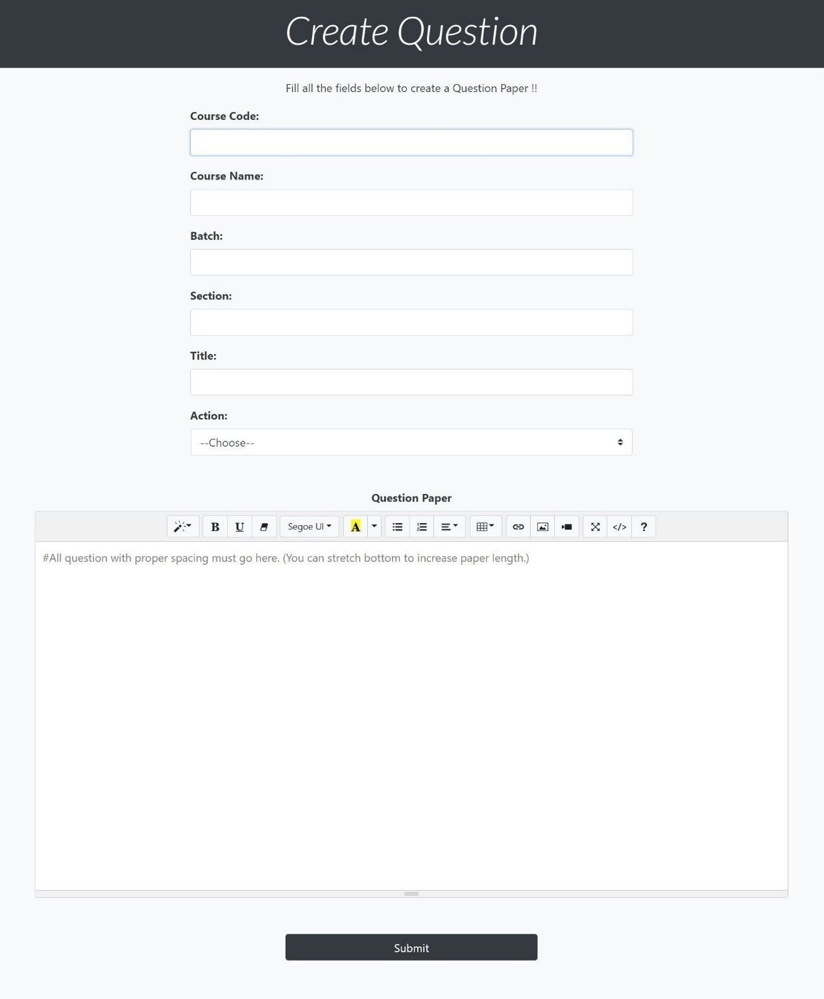 Create Question
Fill all the fields below to create a Question Paper !!
Course Code:
Course Name:
Batch:
Section:
Title:
Action:
--Choose--
Question Paper
B U Segoe UI A </> ?
#All question with proper spacing must go here. (You can stretch bottom to increase paper length.)
Submit